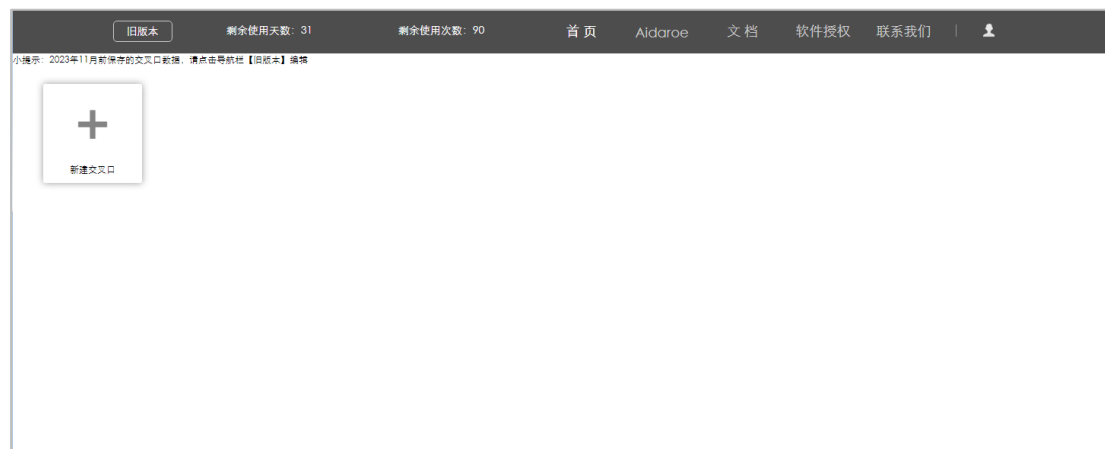 旧版本 剩余使用天数：31 剩余使用次数：90 首 页 Aidaroe 文 档 软件授权 联系我们 |
小提示：2023年11月前保存的交叉口数据，请点击导航栏【旧版本】编辑
新建交叉口